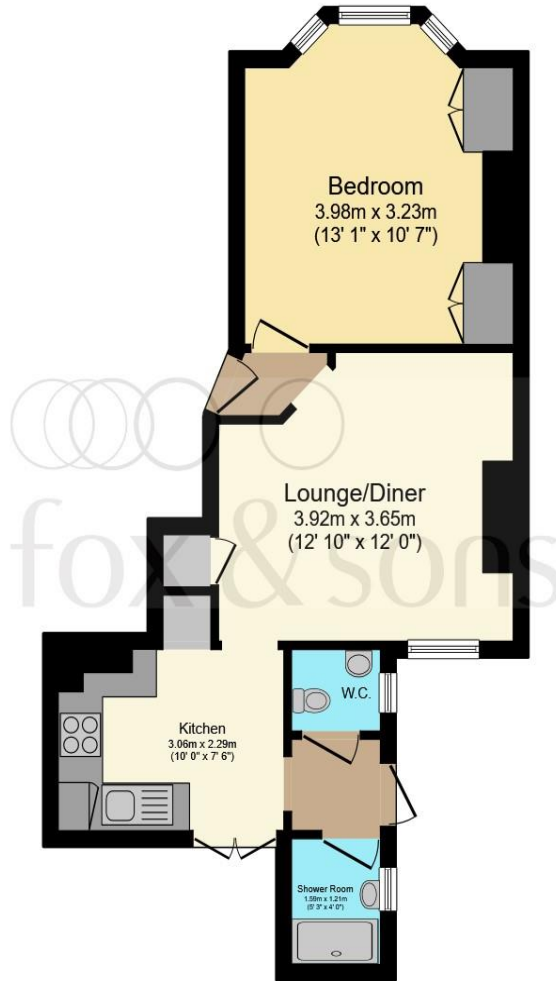 Bedroom
3.98m x 3.23m
(13' 1" x 10' 7")
Lounge/Diner
3.92m x 3.65m
(12' 10" x 12' 0")
fox & sons
W.C.
Kitchen
3.06m x 2.29m
(10' 0" x 7' 6")
Shower Room
1.59m x 1.21m
(5' 3" x 4' 0")